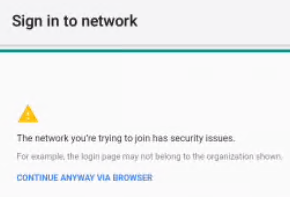 Sign in to network
The network you're trying to join has security issues.
For example, the login page may not belong to the organization shown.
CONTINUE ANYWAY VIA BROWSER